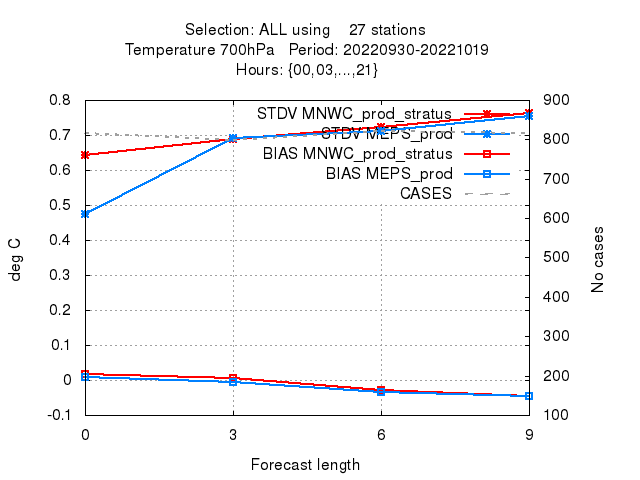 Selection: ALL using 27 stations
Temperature 700hPa Period: 20220930-20221019
Hours: {00,03,...,21}
STDV MNWC_prod_stratus
STDV MEPS_prod
BIAS MNWC_prod_stratus
BIAS MEPS_prod
CASES
0.8
0.7
0.6
0.5
0.4
0.3
0.2
0.1
0
-0.1
deg C
900
800
700
600
500
400
300
200
100
No cases
0 3 6 9
Forecast length